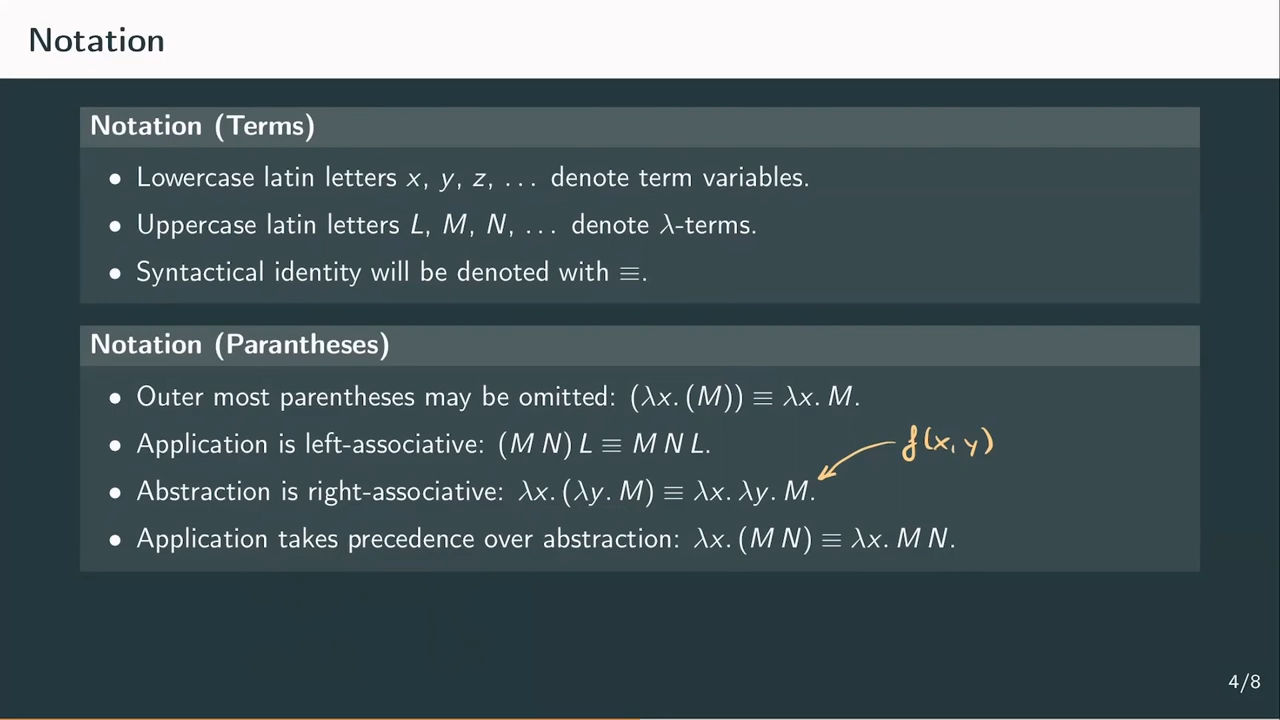 Notation
Notation (Terms)
• Lowercase latin letters x, y, z, ... denote term variables.
• Uppercase latin letters L, M, N, ... denote λ-terms.
• Syntactical identity will be denoted with ≡.
Notation (Parantheses)
• Outer most parentheses may be omitted: (λx. (M)) ≡ λx. M.
• Application is left-associative: (M N) L ≡ M N L.
f(x, y)
• Abstraction is right-associative: λx. (λy. M) ≡ λx. λy. M.
• Application takes precedence over abstraction: λx. (M N) ≡ λx. M N.
4/8